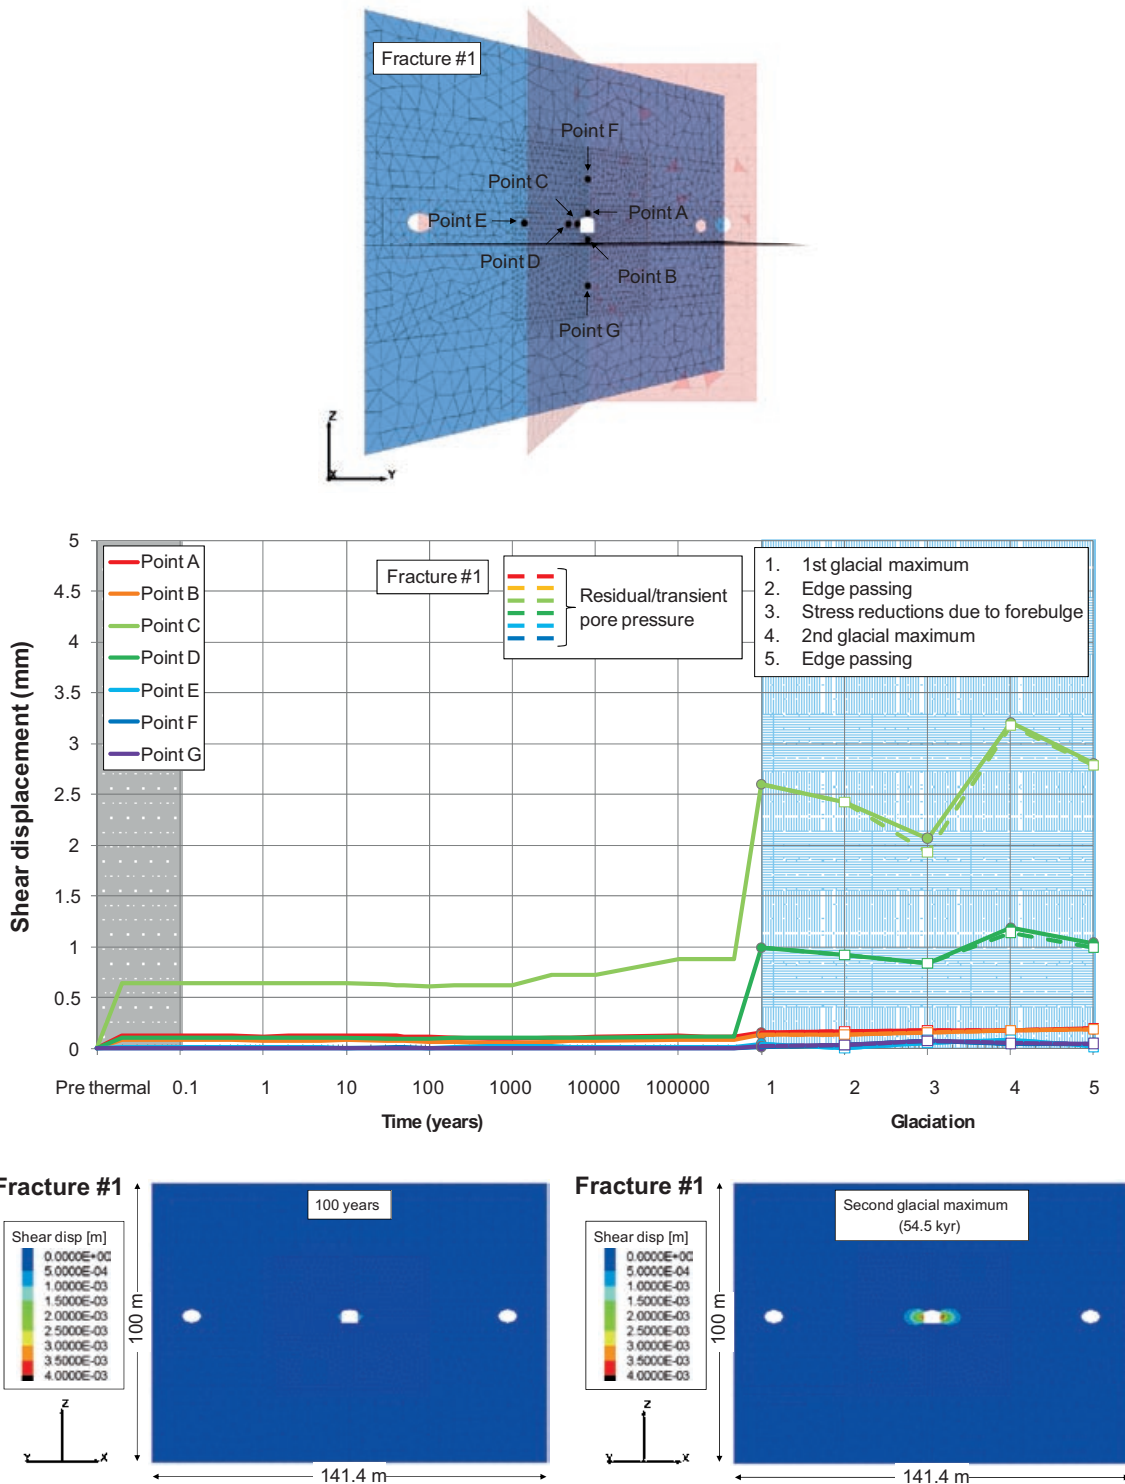 Fracture #1
Point F
Point C
Point E
Point A
Point D
Point B
Point G
Z
X
Y
Shear displacement (mm)
5
4.5
4
3.5
3
2.5
2
1.5
1
0.5
0
Point A
Point B
Point C
Point D
Point E
Point F
Point G
Fracture #1
Residual/transient
pore pressure
1. 1st glacial maximum
2. Edge passing
3. Stress reductions due to forebulge
4. 2nd glacial maximum
5. Edge passing
Pre thermal 0.1 1 10 100 1000 10000 100000 1 2 3 4 5
Time (years) Glaciation
Fracture #1
100 years
Shear disp [m]
0.0000E+00
5.0000E-04
1.0000E-03
1.5000E-03
2.0000E-03
2.5000E-03
3.0000E-03
3.5000E-03
4.0000E-03
100 m
Z
Y X
141.4 m
Fracture #1
Second glacial maximum
(54.5 kyr)
Shear disp [m]
0.0000E+00
5.0000E-04
1.0000E-03
1.5000E-03
2.0000E-03
2.5000E-03
3.0000E-03
3.5000E-03
4.0000E-03
100 m
Z
Y X
141.4 m